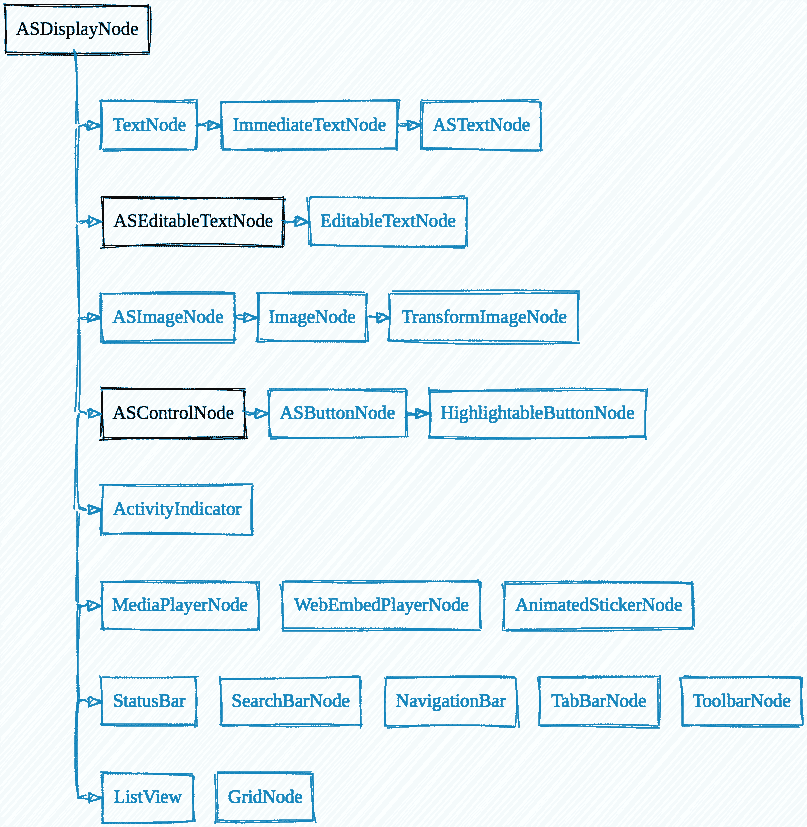 ASDisplayNode
TextNode ImmediateTextNode ASTextNode
ASEditableTextNode EditableTextNode
ASImageNode ImageNode TransformImageNode
ASControlNode ASButtonNode HighlightableButtonNode
ActivityIndicator
MediaPlayerNode WebEmbedPlayerNode AnimatedStickerNode
StatusBar SearchBarNode NavigationBar TabBarNode ToolbarNode
ListView GridNode